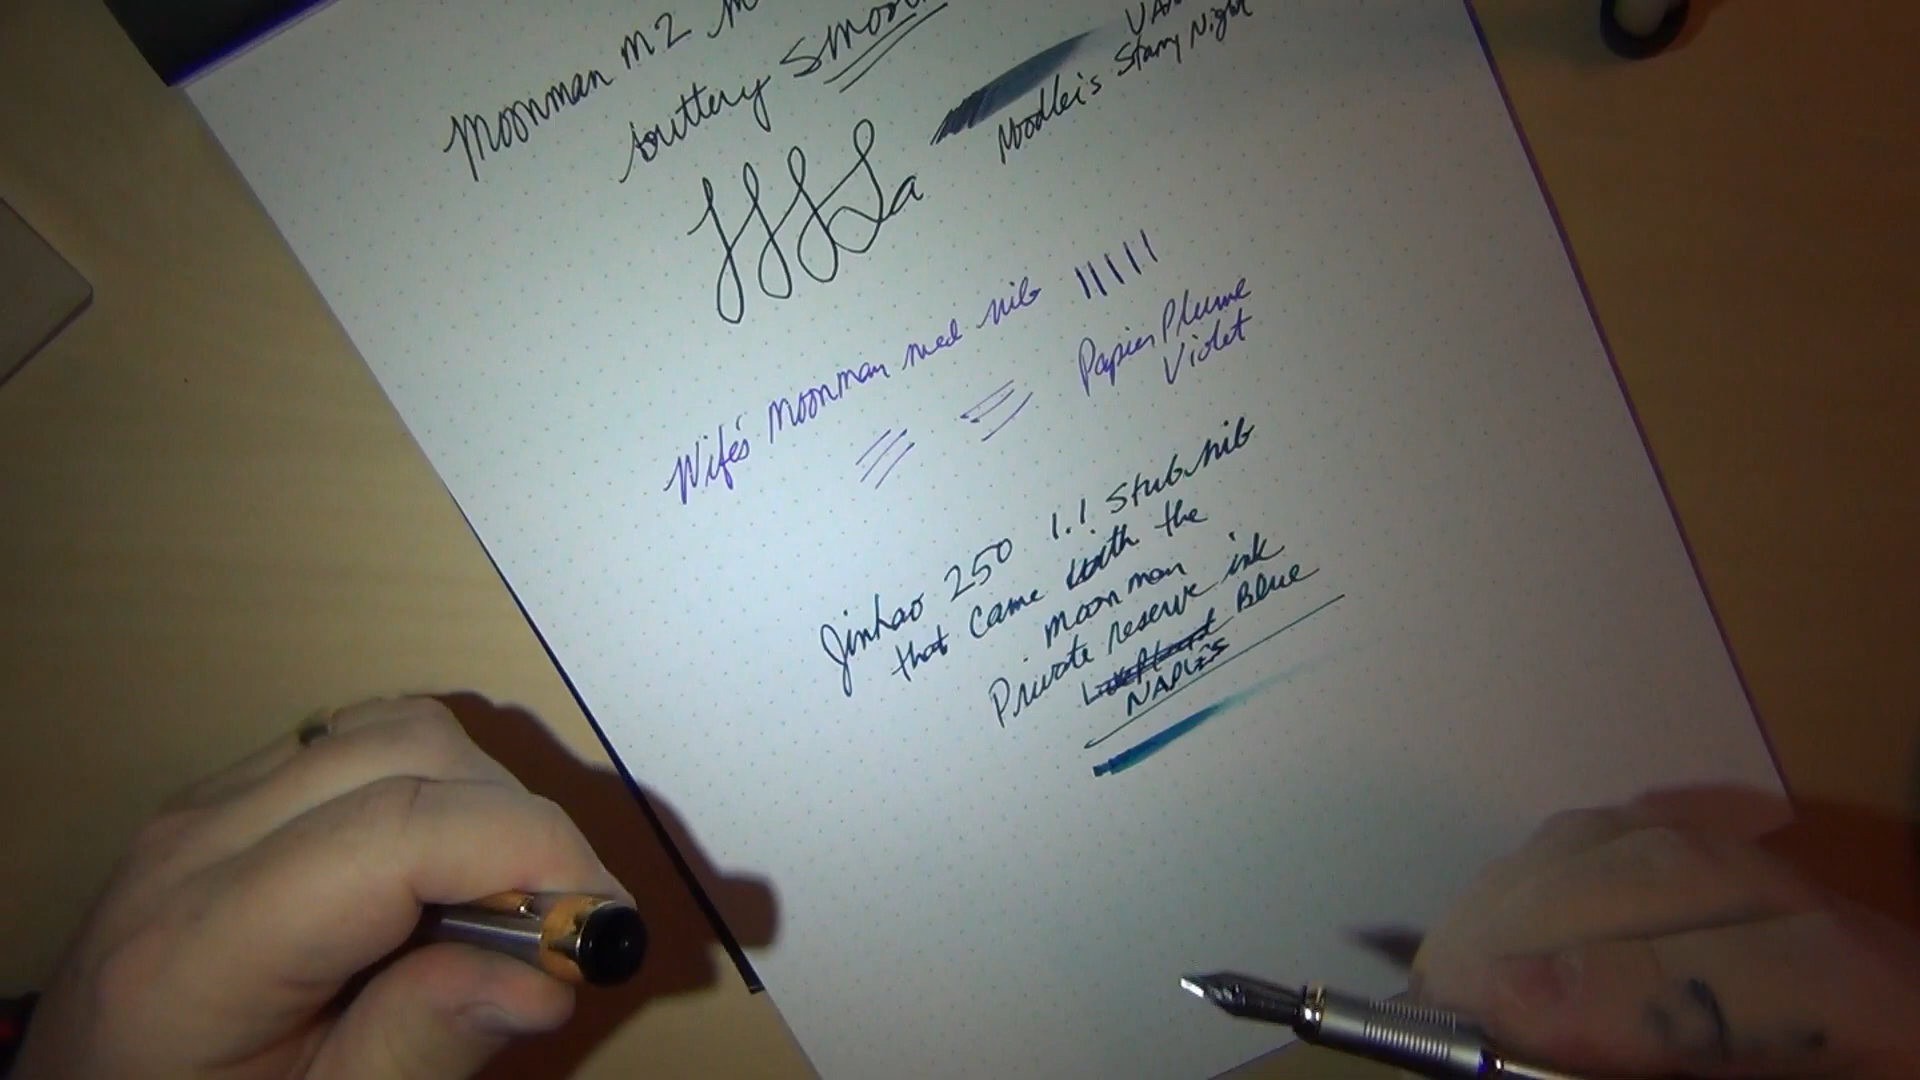 Moonman M2
buttery smooth
Noodler's Starry Night
Wife's Moonman med nib
Papier Plume
Violet
Jinhao 250 1.1 Stub nib
that came with the
moonman
Private reserve ink
Blue
NAPLES